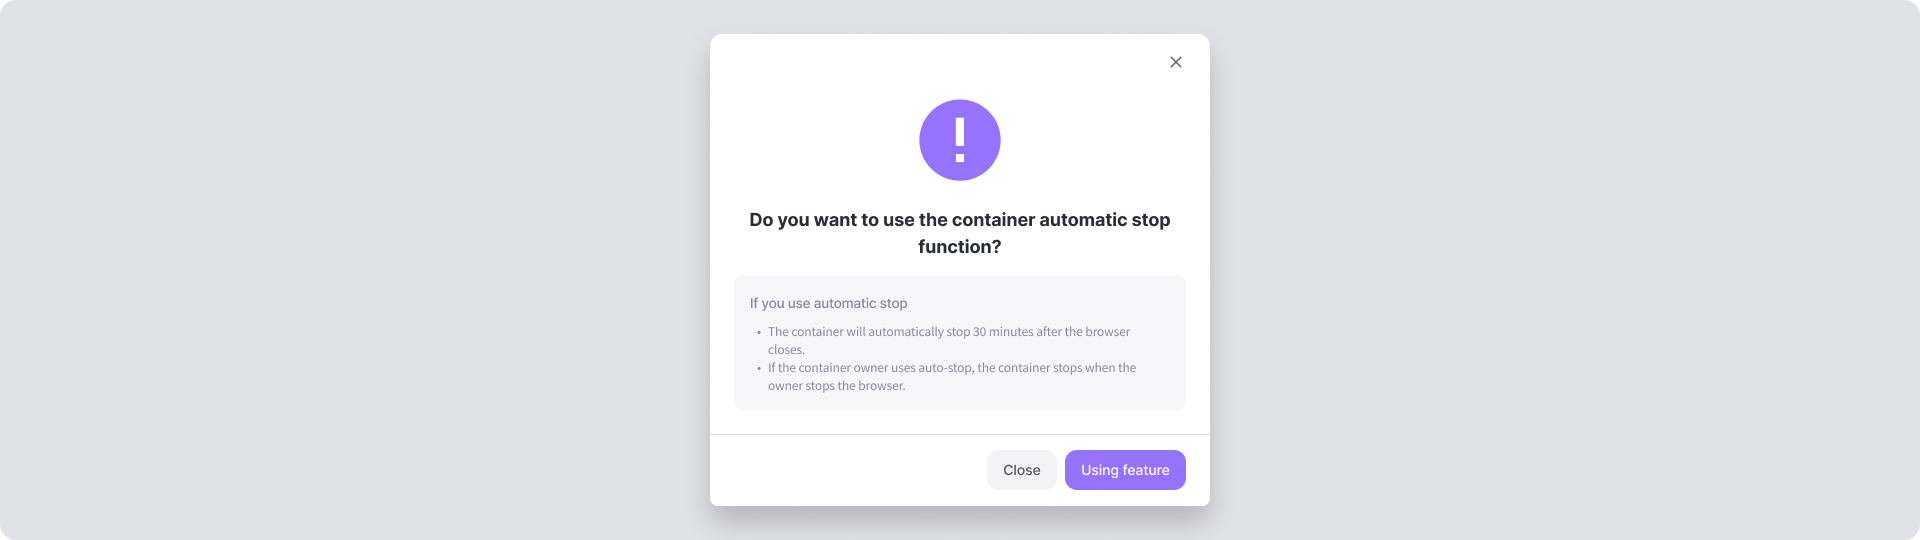 Do you want to use the container automatic stop
function?
If you use automatic stop
• The container will automatically stop 30 minutes after the browser
closes.
• If the container owner uses auto-stop, the container stops when the
owner stops the browser.
Close
Using feature